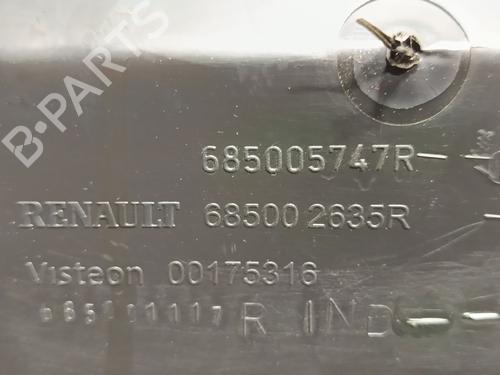 B-PARTS
685005747R
RENAULT 685002635R
Visteon 00175316
R IND